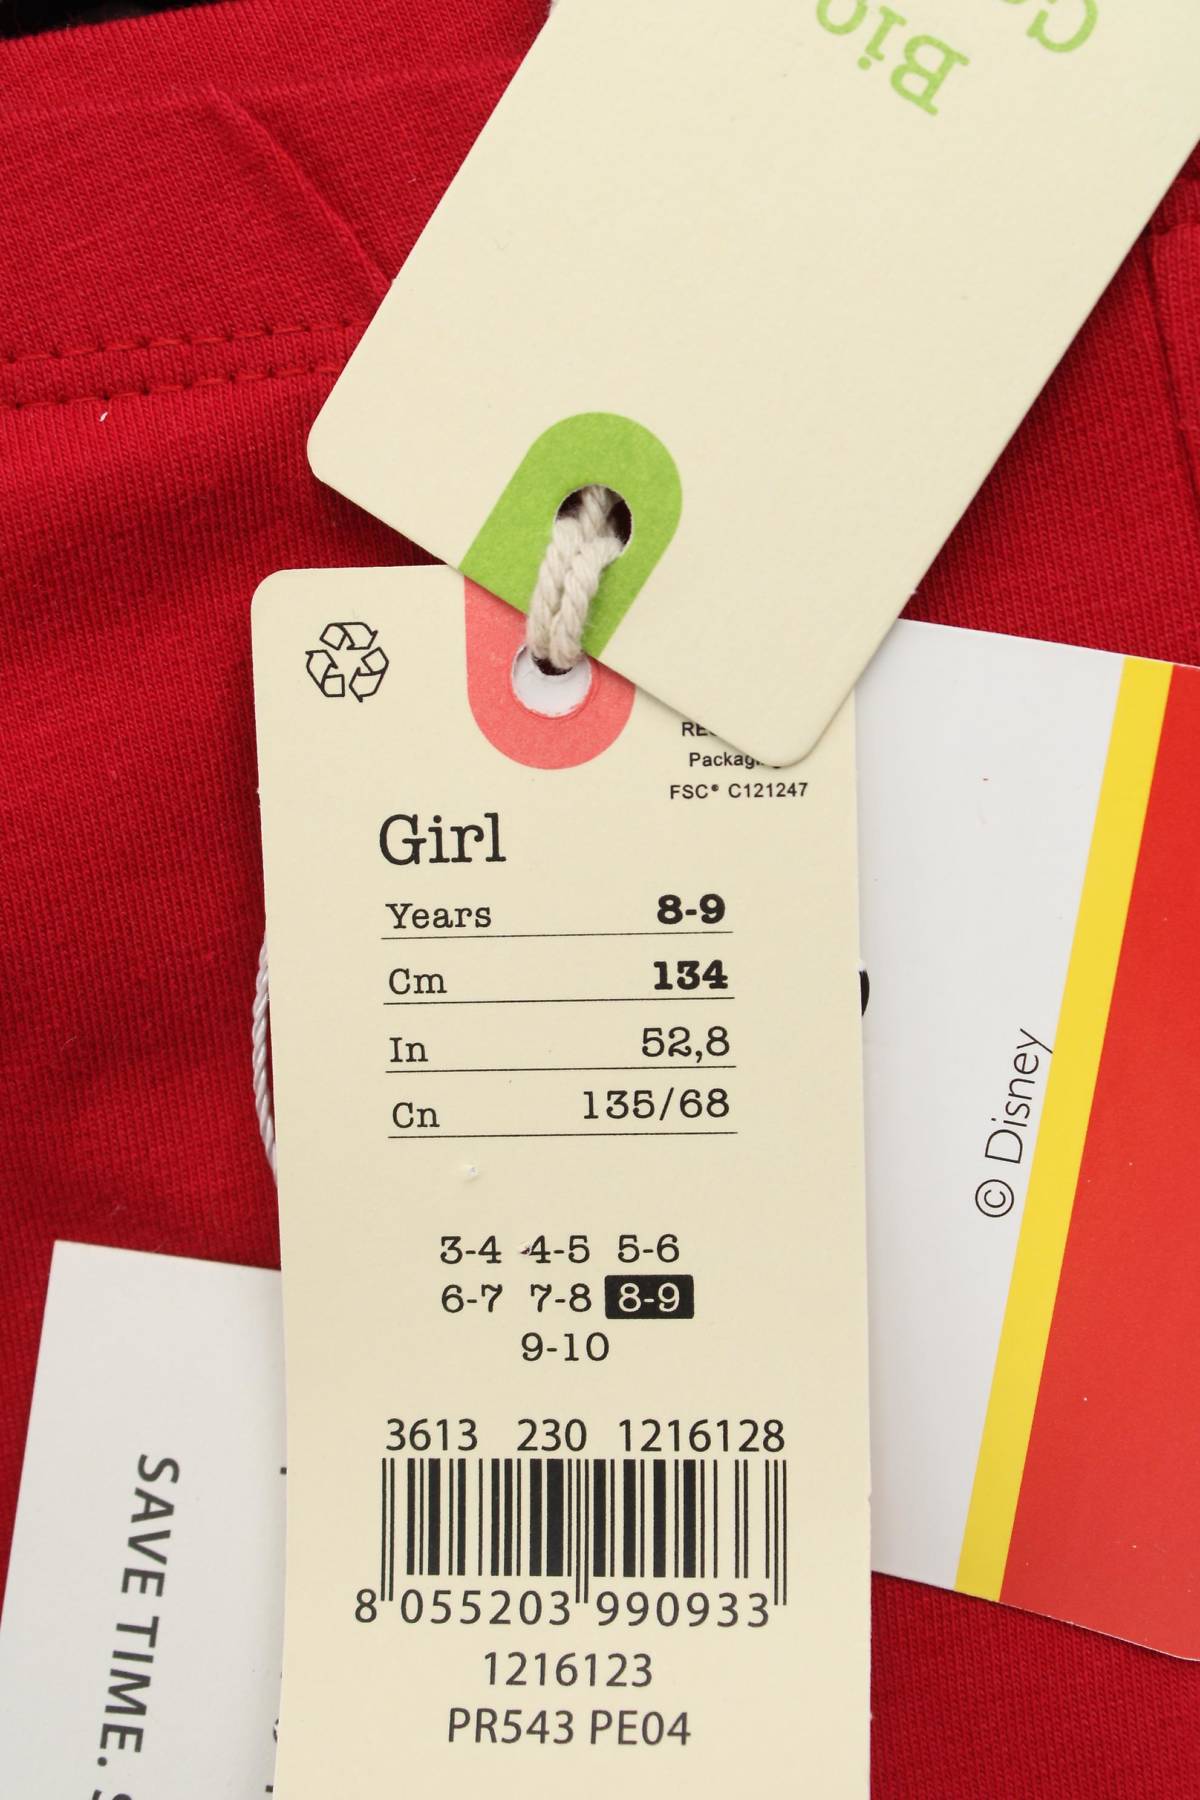 Bio
FSC® C121247
Girl
Years 8-9
Cm 134
In 52,8
Cn 135/68
3-4 4-5 5-6
6-7 7-8 8-9
9-10
3613 230 1216128
8 055203 990933
1216123
PR543 PE04
© Disney
SAVE TIME.